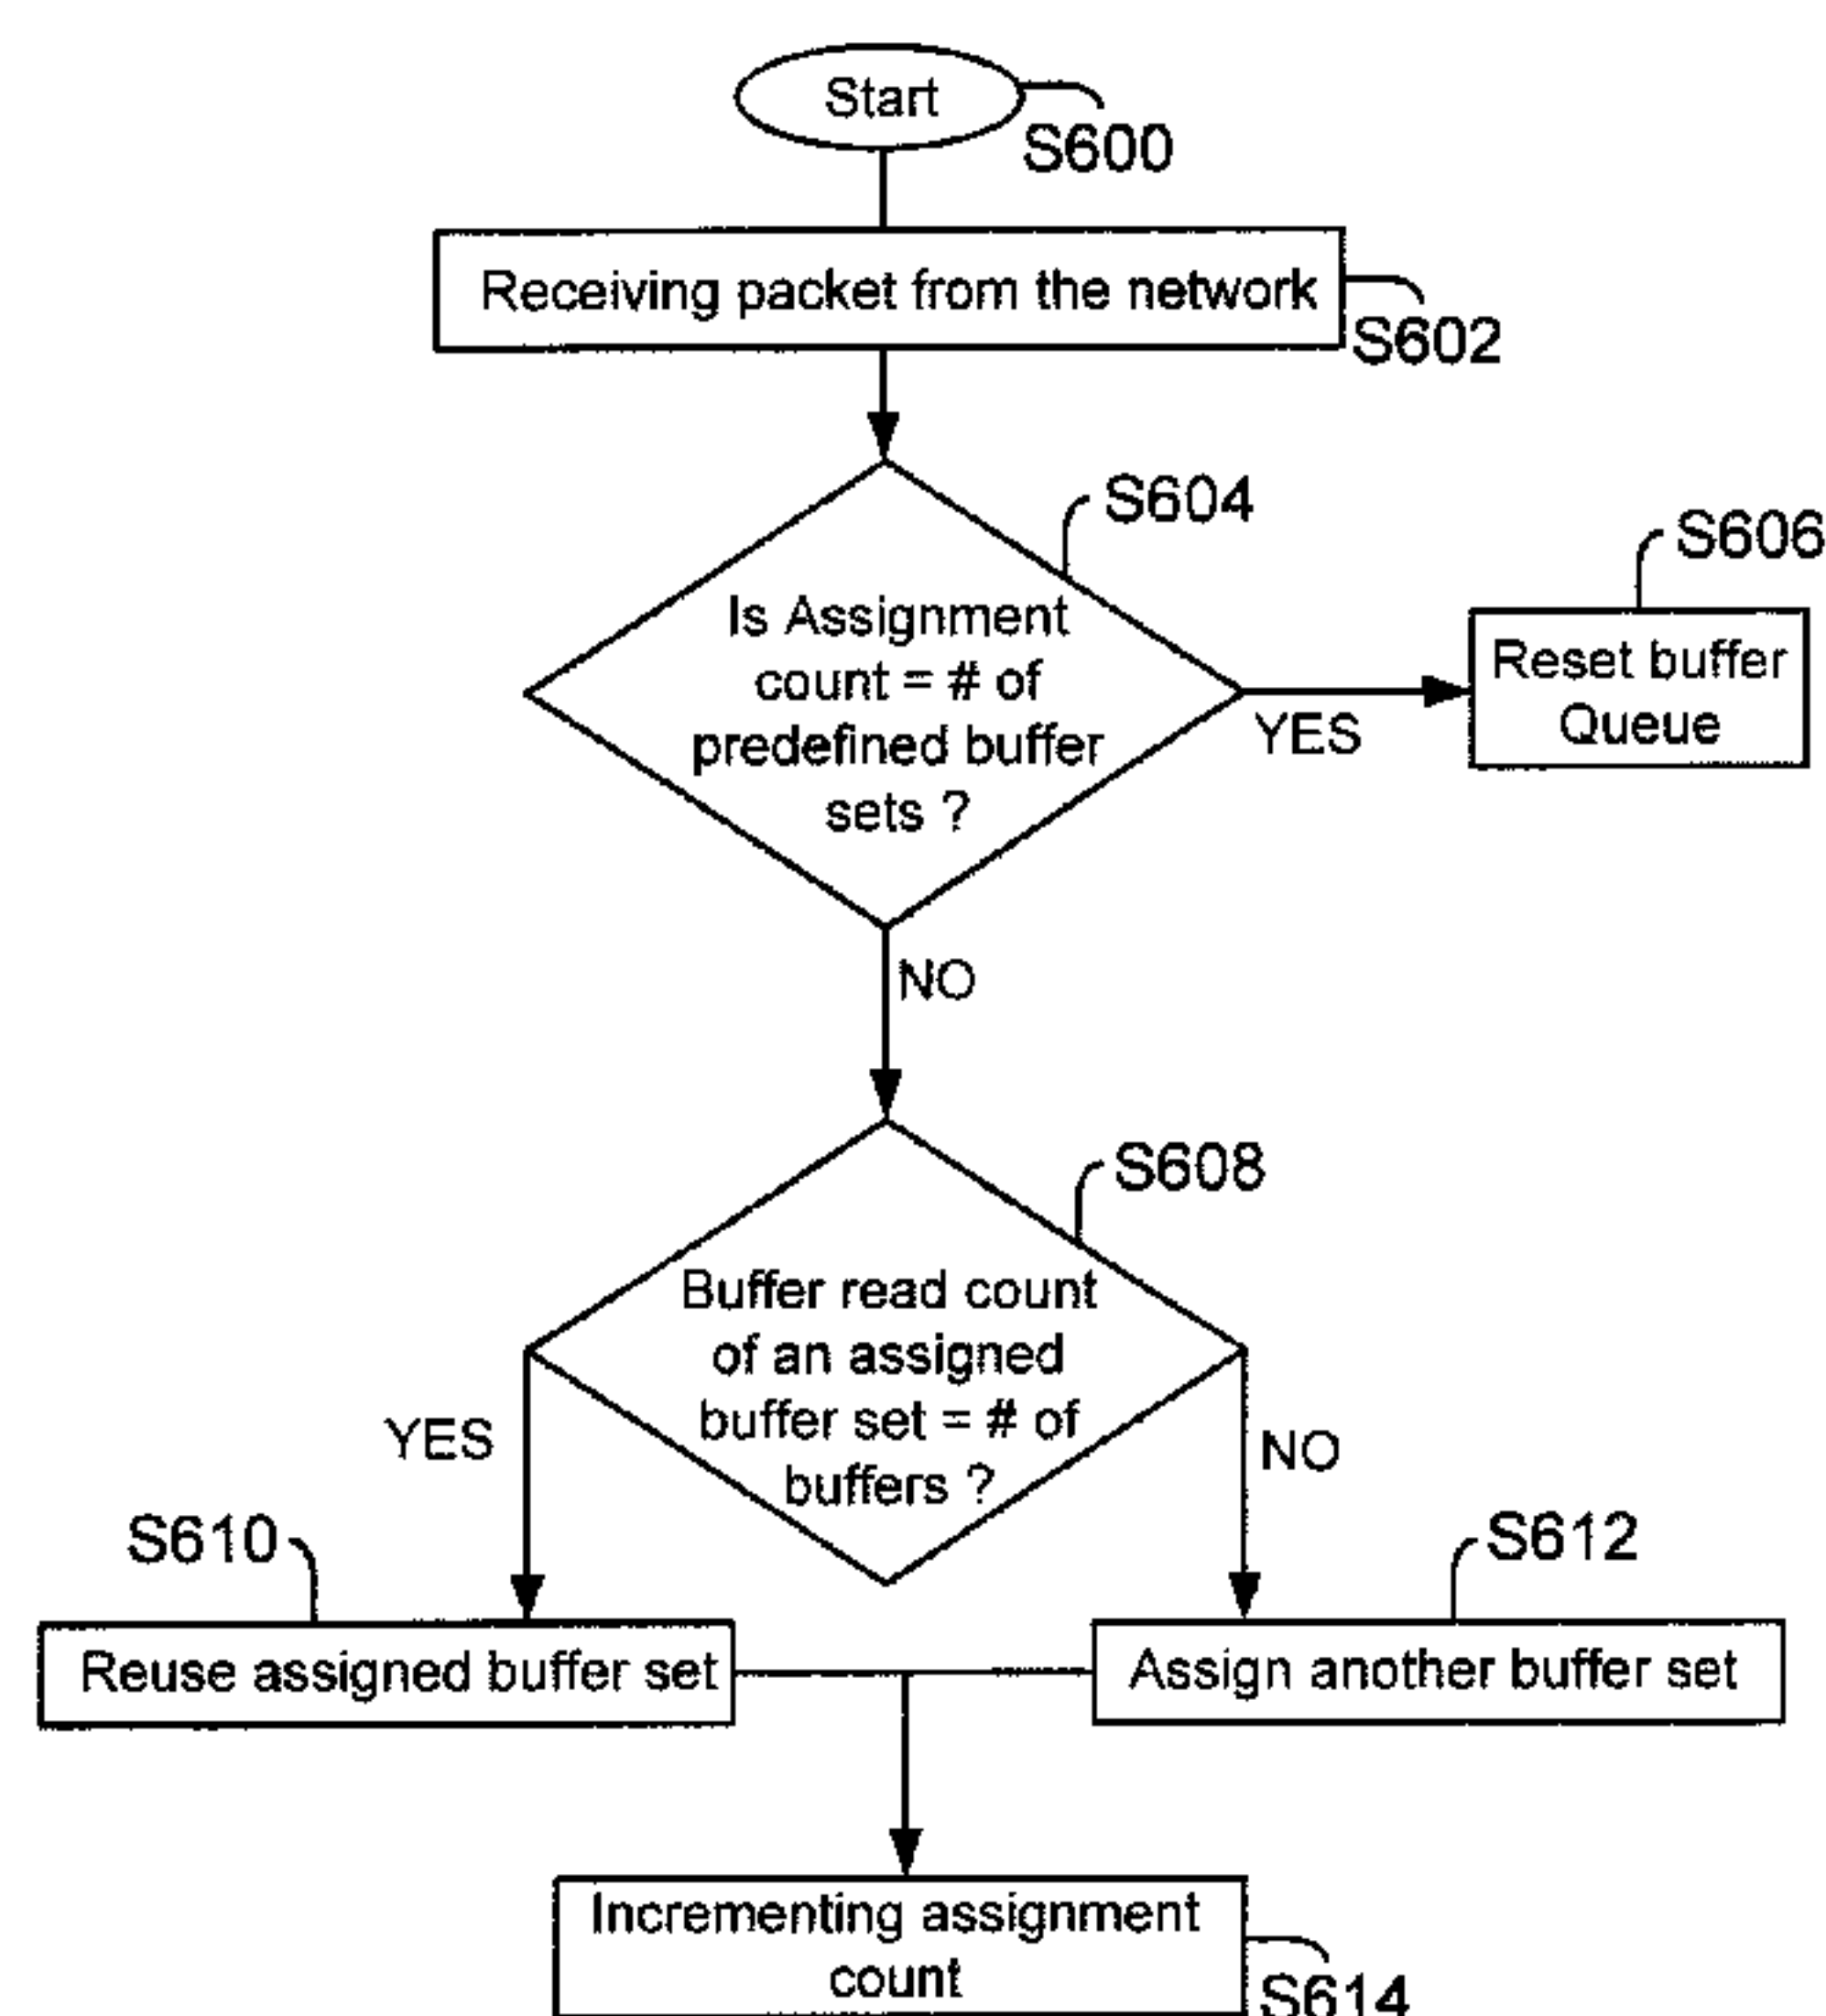 Start
S600
Receiving packet from the network
S602
S604
Is Assignment
count = # of
predefined buffer
sets ?
YES
S606
Reset buffer
Queue
NO
S608
Buffer read count
of an assigned
buffer set = # of
buffers ?
YES
NO
S610
Reuse assigned buffer set
S612
Assign another buffer set
Incrementing assignment
count
S614